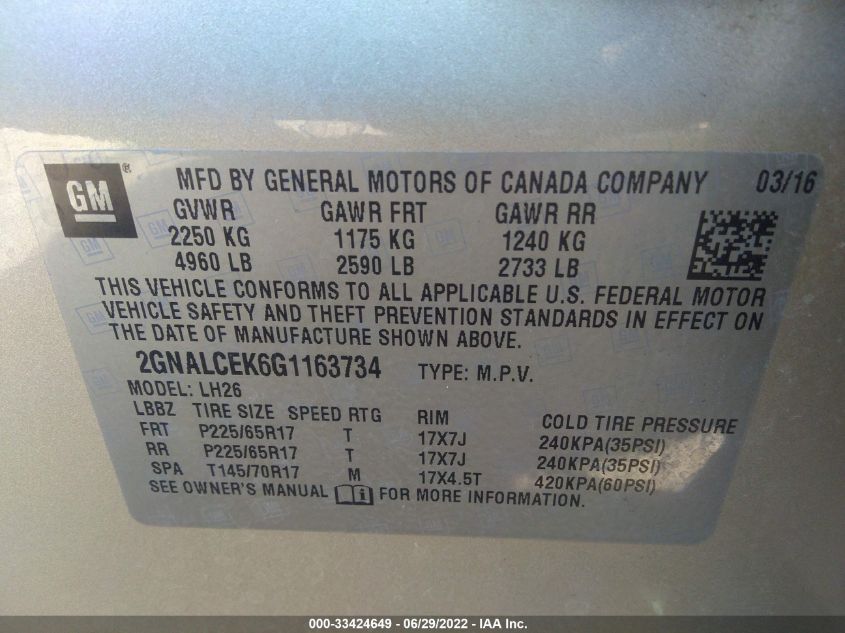 GM ® MFD BY GENERAL MOTORS OF CANADA COMPANY 03/16
GVWR GAWR FRT GAWR RR
2250 KG 1175 KG 1240 KG
4960 LB 2590 LB 2733 LB
THIS VEHICLE CONFORMS TO ALL APPLICABLE U.S. FEDERAL MOTOR
VEHICLE SAFETY AND THEFT PREVENTION STANDARDS IN EFFECT ON
THE DATE OF MANUFACTURE SHOWN ABOVE.
2GNALCEK6G1163734 TYPE: M.P.V.
MODEL: LH26
LBBZ TIRE SIZE SPEED RTG RIM COLD TIRE PRESSURE
FRT P225/65R17 T 17X7J 240KPA(35PSI)
RR P225/65R17 T 17X7J 240KPA(35PSI)
SPA T145/70R17 M 17X4.5T 420KPA(60PSI)
SEE OWNER'S MANUAL FOR MORE INFORMATION.
000-33424649 - 06/29/2022 - IAA Inc.